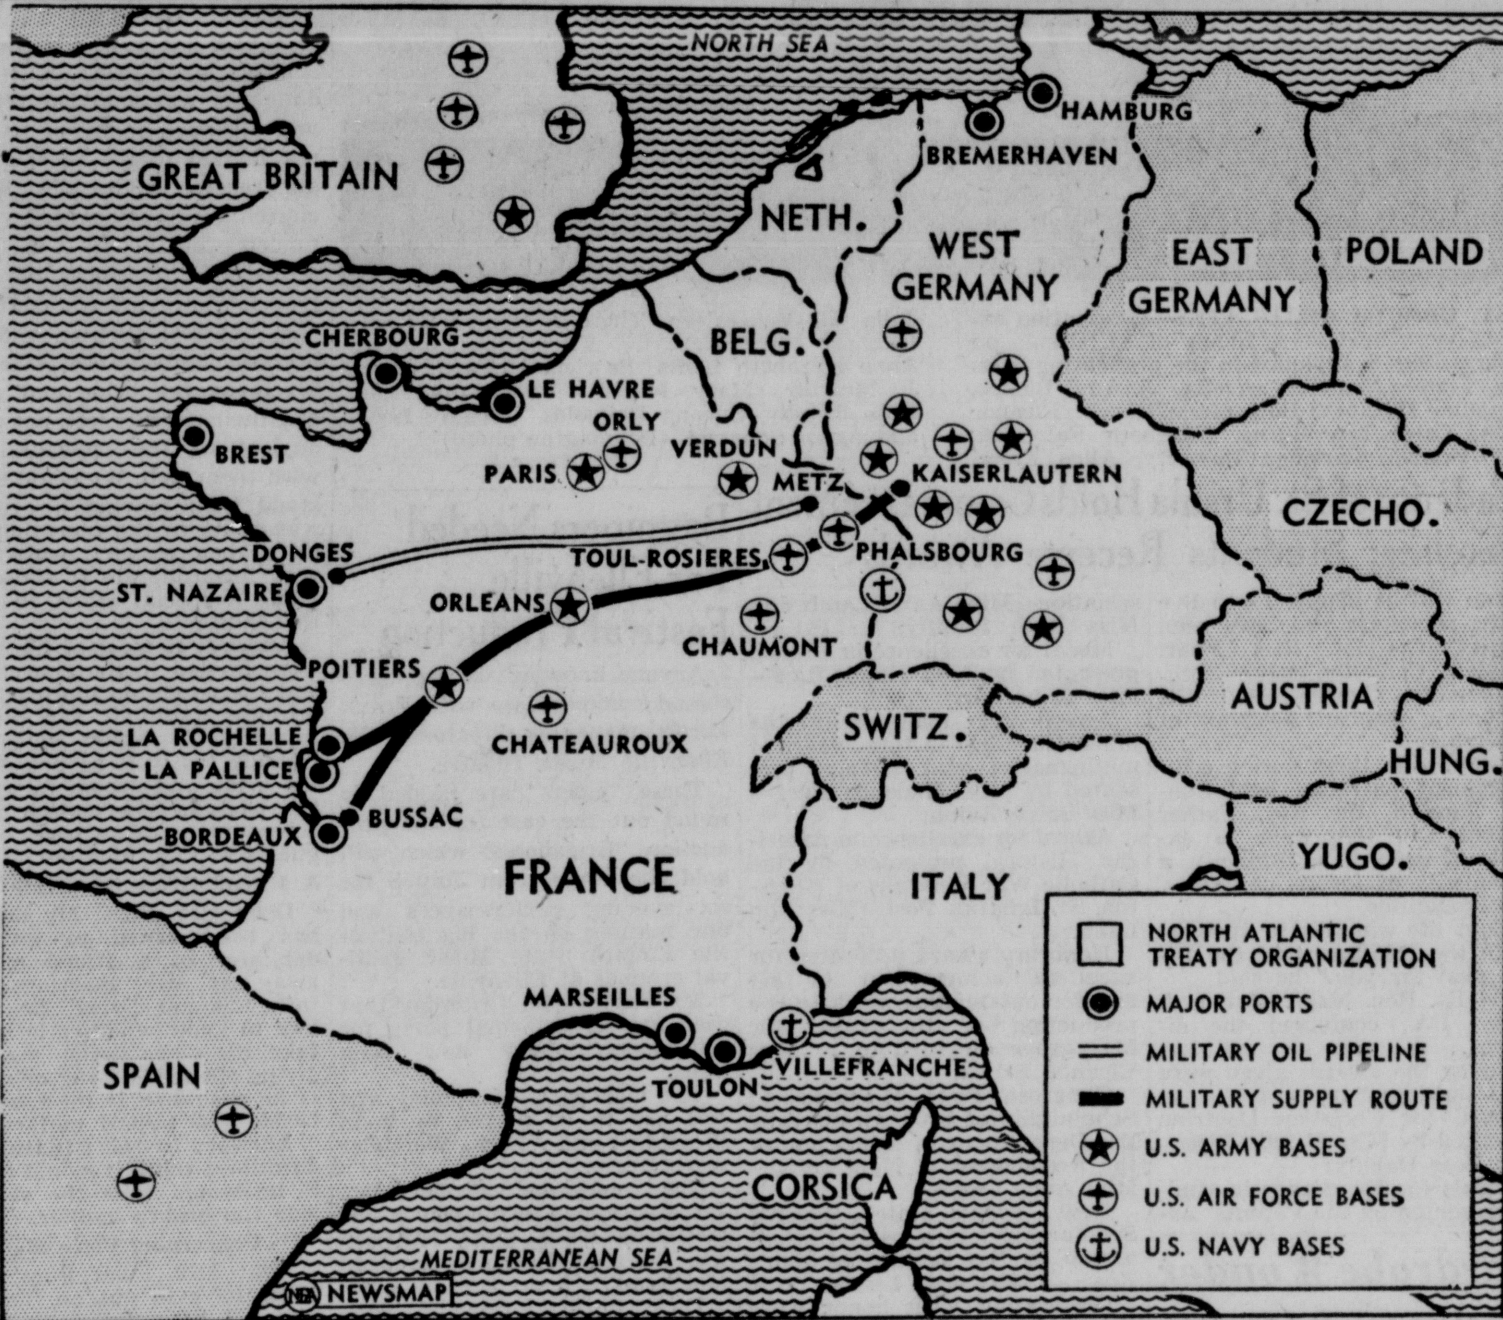 NORTH SEA
HAMBURG
BREMERHAVEN
GREAT BRITAIN
NETH.
WEST
GERMANY
EAST
GERMANY
POLAND
CHERBOURG
BELG.
LE HAVRE
ORLY
BREST
PARIS
VERDUN
METZ
KAISERLAUTERN
CZECHO.
DONGES
ST. NAZAIRE
TOUL-ROSIERES
PHALSBOURG
ORLEANS
CHAUMONT
POITIERS
AUSTRIA
LA ROCHELLE
CHATEAUROUX
SWITZ.
LA PALLICE
HUNG.
BUSSAC
BORDEAUX
FRANCE
ITALY
YUGO.
MARSEILLES
TOULON
VILLEFRANCHE
SPAIN
CORSICA
MEDITERRANEAN SEA
NEA NEWSMAP
NORTH ATLANTIC
TREATY ORGANIZATION
MAJOR PORTS
MILITARY OIL PIPELINE
MILITARY SUPPLY ROUTE
U.S. ARMY BASES
U.S. AIR FORCE BASES
U.S. NAVY BASES